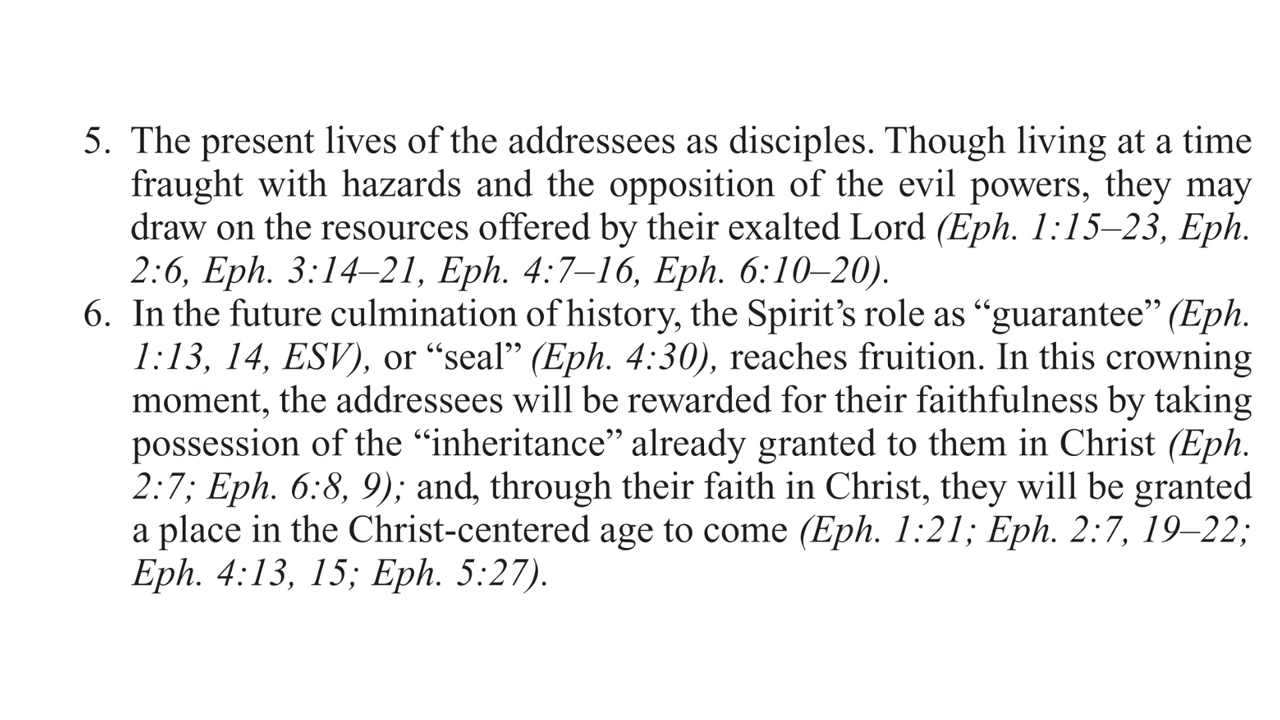 5. The present lives of the addressees as disciples. Though living at a time
fraught with hazards and the opposition of the evil powers, they may
draw on the resources offered by their exalted Lord (Eph. 1:15–23, Eph.
2:6, Eph. 3:14–21, Eph. 4:7–16, Eph. 6:10–20).
6. In the future culmination of history, the Spirit’s role as “guarantee” (Eph.
1:13, 14, ESV), or “seal” (Eph. 4:30), reaches fruition. In this crowning
moment, the addressees will be rewarded for their faithfulness by taking
possession of the “inheritance” already granted to them in Christ (Eph.
2:7; Eph. 6:8, 9); and, through their faith in Christ, they will be granted
a place in the Christ-centered age to come (Eph. 1:21; Eph. 2:7, 19–22;
Eph. 4:13, 15; Eph. 5:27).